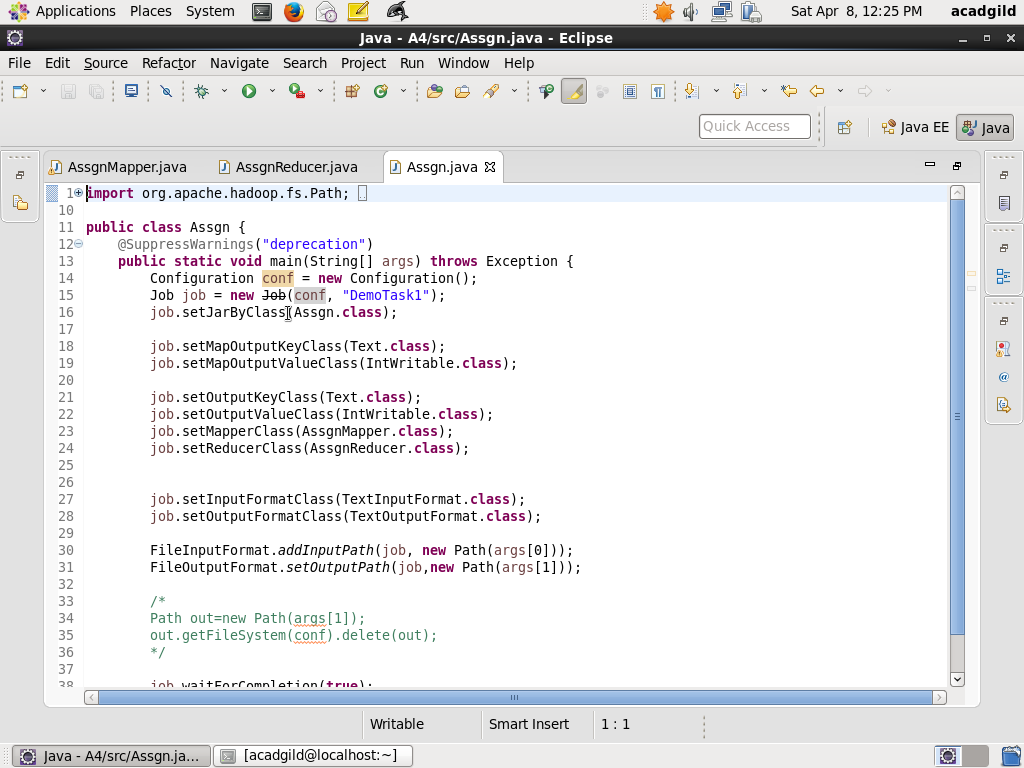 Applications Places System Sat Apr 8, 12:25 PM acadgild
Java - A4/src/Assgn.java - Eclipse
File Edit Source Refactor Navigate Search Project Run Window Help
Quick Access Java EE Java
AssgnMapper.java AssgnReducer.java Assgn.java
1 import org.apache.hadoop.fs.Path;
10
11 public class Assgn {
12 @SuppressWarnings("deprecation")
13 public static void main(String[] args) throws Exception {
14 Configuration conf = new Configuration();
15 Job job = new Job(conf, "DemoTask1");
16 job.setJarByClass(Assgn.class);
17
18 job.setMapOutputKeyClass(Text.class);
19 job.setMapOutputValueClass(IntWritable.class);
20
21 job.setOutputKeyClass(Text.class);
22 job.setOutputValueClass(IntWritable.class);
23 job.setMapperClass(AssgnMapper.class);
24 job.setReducerClass(AssgnReducer.class);
25
26
27 job.setInputFormatClass(TextInputFormat.class);
28 job.setOutputFormatClass(TextOutputFormat.class);
29
30 FileInputFormat.addInputPath(job, new Path(args[0]));
31 FileOutputFormat.setOutputPath(job,new Path(args[1]));
32
33 /*
34 Path out=new Path(args[1]);
35 out.getFileSystem(conf).delete(out);
36 */
37
38 job.waitForCompletion(true);
Writable Smart Insert 1 : 1
Java - A4/src/Assgn.ja... [acadgild@localhost:~]